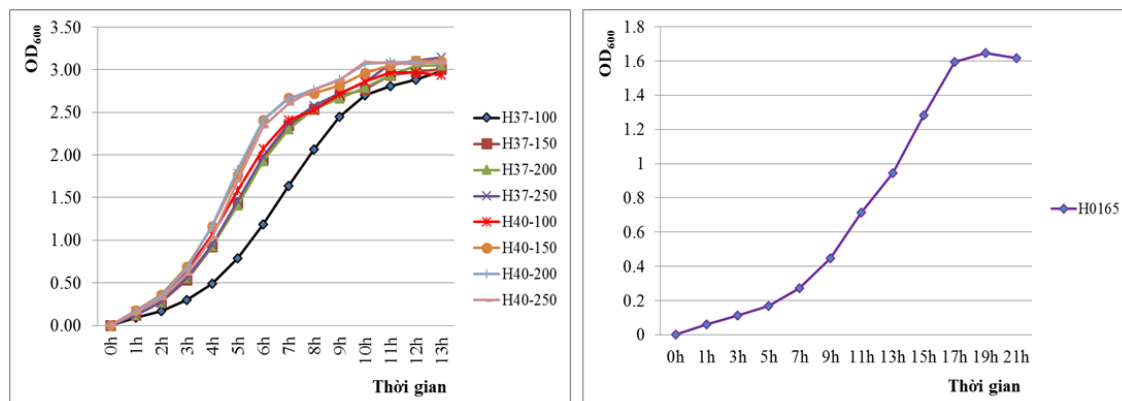 OD600
3.50
3.00
2.50
2.00
1.50
1.00
0.50
0.00
0h 1h 2h 3h 4h 5h 6h 7h 8h 9h 10h 11h 12h 13h
Thời gian
H37-100
H37-150
H37-200
H37-250
H40-100
H40-150
H40-200
H40-250
OD600
1.8
1.6
1.4
1.2
1
0.8
0.6
0.4
0.2
0
0h 1h 3h 5h 7h 9h 11h 13h 15h 17h 19h 21h
Thời gian
H0165